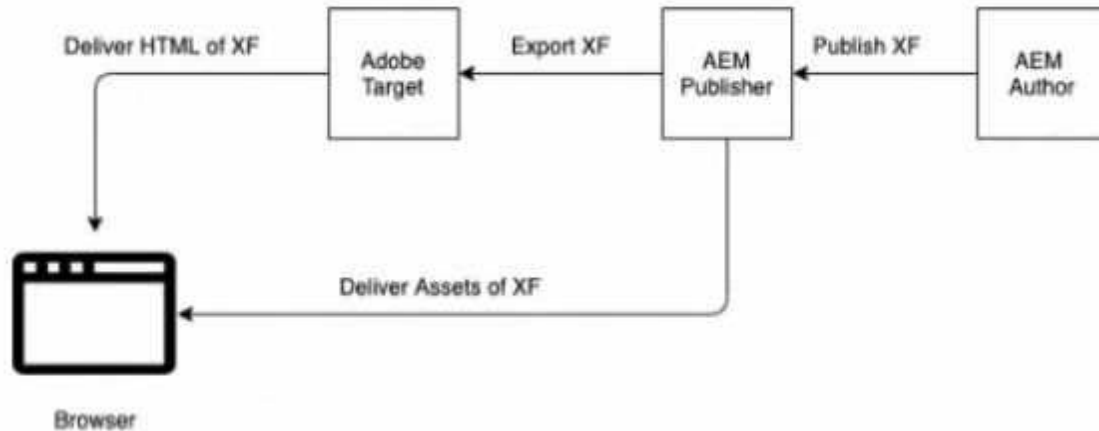 Deliver HTML of XF
Adobe
Target
Export XF
AEM
Publisher
Publish XF
AEM
Author
Deliver Assets of XF
Browser